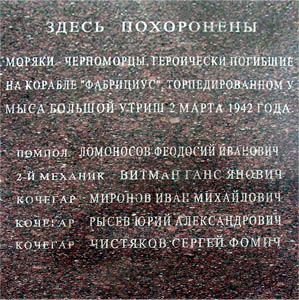 ЗДЕСЬ ПОХОРОНЕНЫ
МОРЯКИ - ЧЕРНОМОРЦЫ, ГЕРОИЧЕСКИ ПОГИБШИЕ
НА КОРАБЛЕ "ФАБРИЦИУС", ТОРПЕДИРОВАННОМ У
МЫСА БОЛЬШОЙ УТРИШ 2 МАРТА 1942 ГОДА
ПОМПОЛ. ЛОМОНОСОВ ФЕОДОСИЙ ИВАНОВИЧ
2-Й МЕХАНИК - ВИТМАН ГАНС ЯНОВИЧ
КОЧЕГАР - МИРОНОВ ИВАН МИХАЙЛОВИЧ
КОЧЕГАР - РЫСЕВ ЮРИЙ АЛЕКСАНДРОВИЧ
КОЧЕГАР - ЧИСТЯКОВ СЕРГЕЙ ФОМИЧ